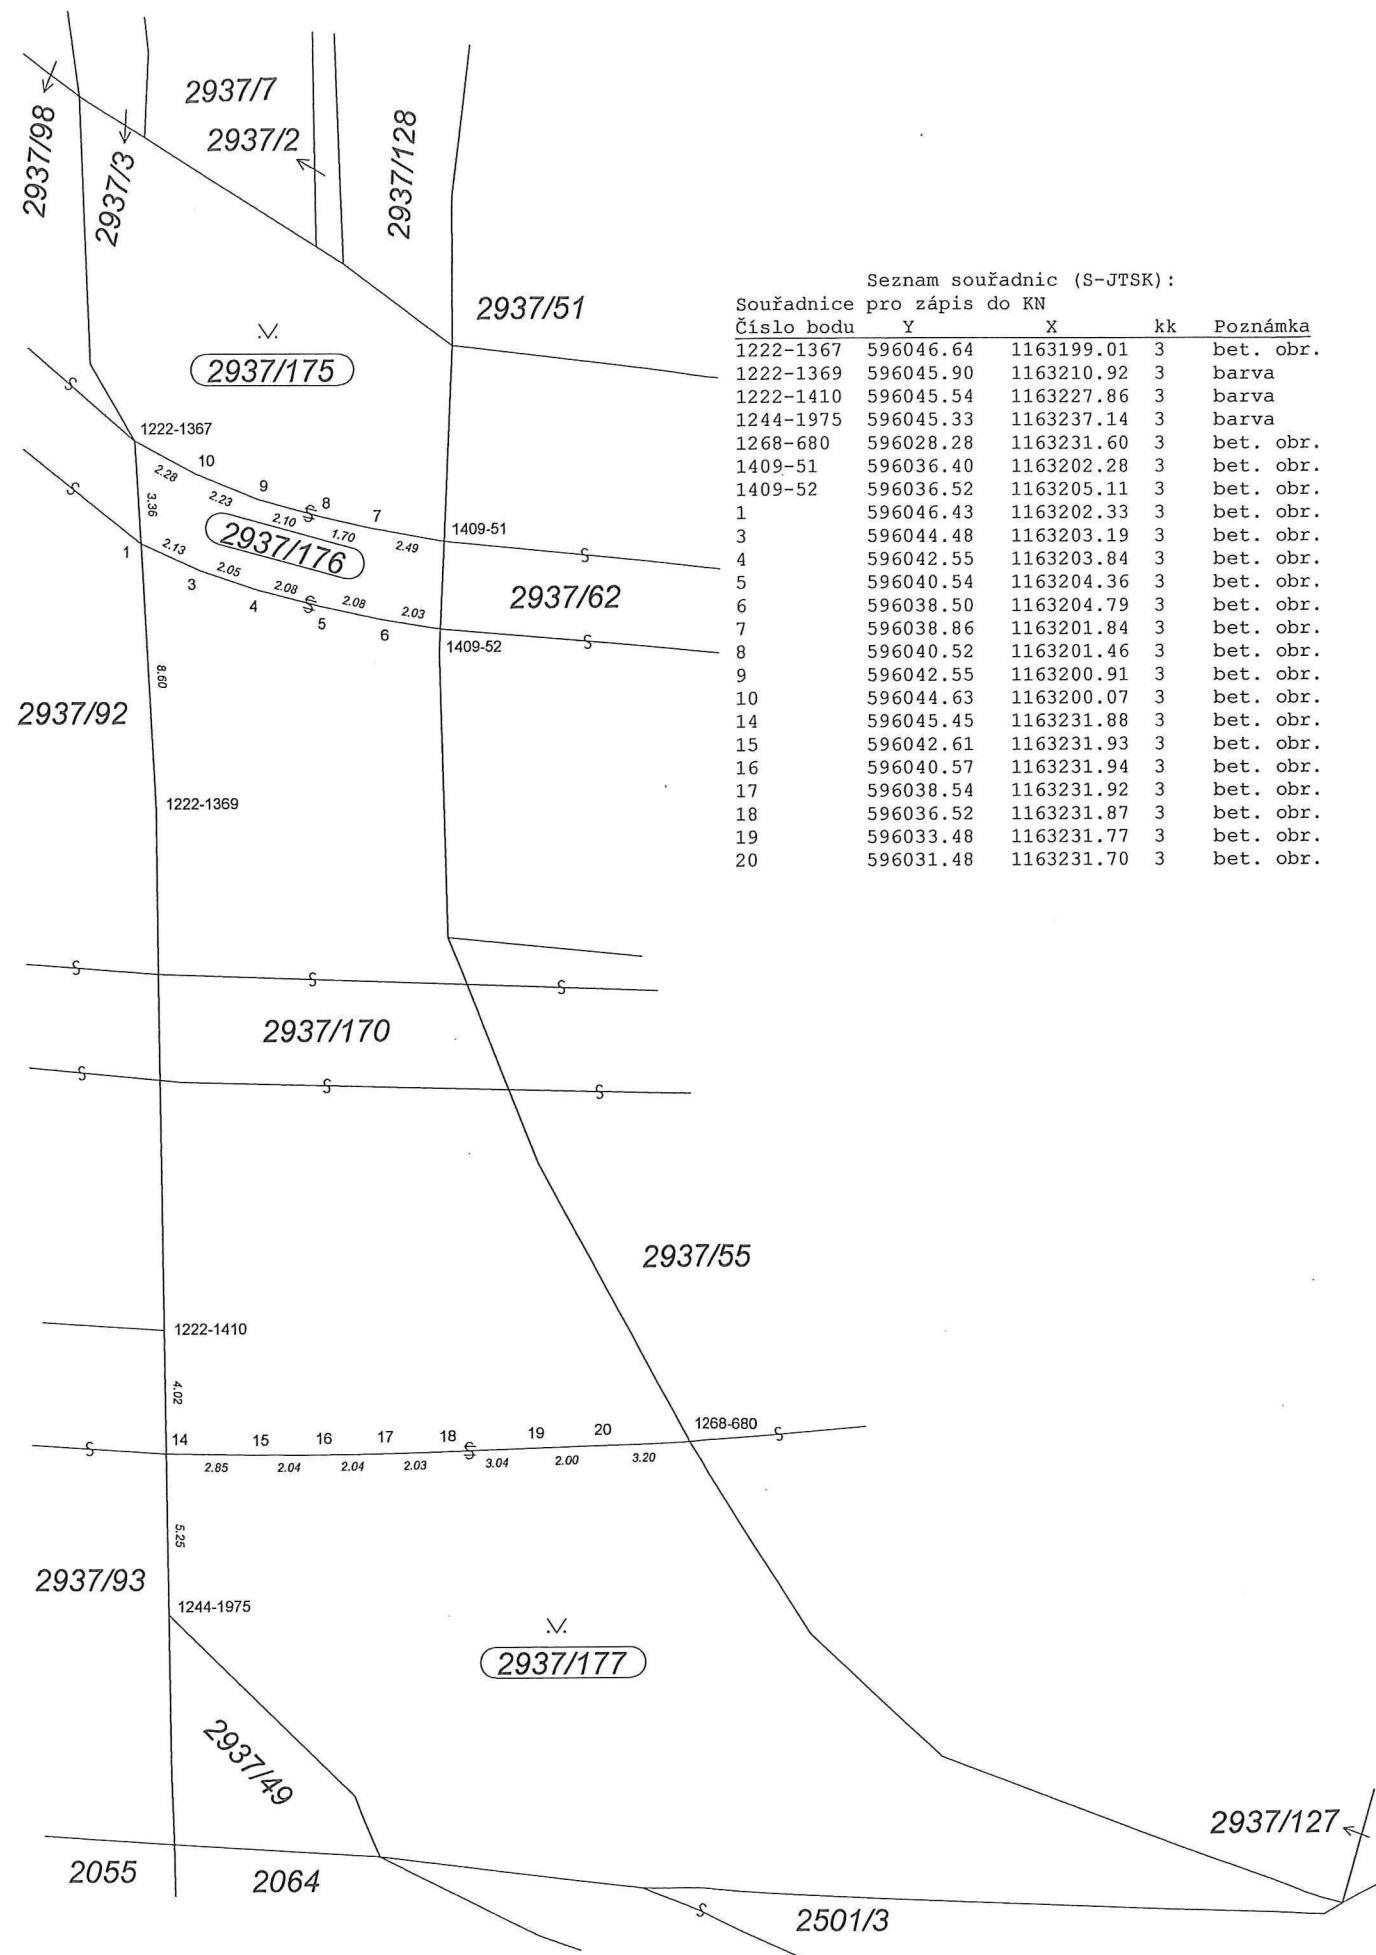 2937/7
2937/2
2937/98
2937/3
2937/128
2937/51
2937/175
Seznam souřadnic (S-JTSK):
Souřadnice pro zápis do KN
Číslo bodu Y X kk Poznámka
1222-1367 596046.64 1163199.01 3 bet. obr.
1222-1369 596045.90 1163210.92 3 barva
1222-1410 596045.54 1163227.86 3 barva
1244-1975 596045.33 1163237.14 3 barva
1268-680 596028.28 1163231.60 3 bet. obr.
1409-51 596036.40 1163202.28 3 bet. obr.
1409-52 596036.52 1163205.11 3 bet. obr.
1 596046.43 1163202.33 3 bet. obr.
3 596044.48 1163203.19 3 bet. obr.
4 596042.55 1163203.84 3 bet. obr.
5 596040.54 1163204.36 3 bet. obr.
6 596038.50 1163204.79 3 bet. obr.
7 596038.86 1163201.84 3 bet. obr.
8 596040.52 1163201.46 3 bet. obr.
9 596042.55 1163200.91 3 bet. obr.
10 596044.63 1163200.07 3 bet. obr.
14 596045.45 1163231.88 3 bet. obr.
15 596042.61 1163231.93 3 bet. obr.
16 596040.57 1163231.94 3 bet. obr.
17 596038.54 1163231.92 3 bet. obr.
18 596036.52 1163231.87 3 bet. obr.
19 596033.48 1163231.77 3 bet. obr.
20 596031.48 1163231.70 3 bet. obr.
1222-1367
10
9
8
7
1409-51
2.28
2.23
2.10
1.70
2.49
3.36
2937/176
1
3
4
5
6
1409-52
2.13
2.05
2.08
2.08
2.03
2937/62
8.60
2937/92
1222-1369
2937/170
2937/55
1222-1410
4.02
14
15
16
17
18
19
20
1268-680
2.85
2.04
2.04
2.03
3.04
2.00
3.20
5.25
2937/93
1244-1975
2937/177
2937/49
2937/127
2055
2064
2501/3